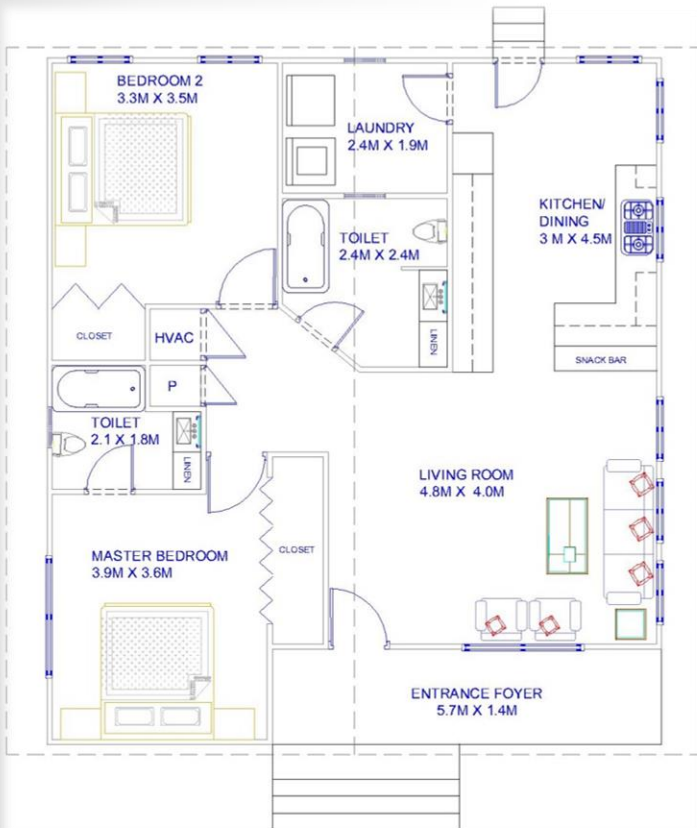 BEDROOM 2
3.3M X 3.5M
LAUNDRY
2.4M X 1.9M
KITCHEN/
DINING
3 M X 4.5M
TOILET
2.4M X 2.4M
CLOSET
HVAC
LINEN
SNACK BAR
P
TOILET
2.1 X 1.8M
LINEN
LIVING ROOM
4.8M X 4.0M
MASTER BEDROOM
3.9M X 3.6M
CLOSET
ENTRANCE FOYER
5.7M X 1.4M